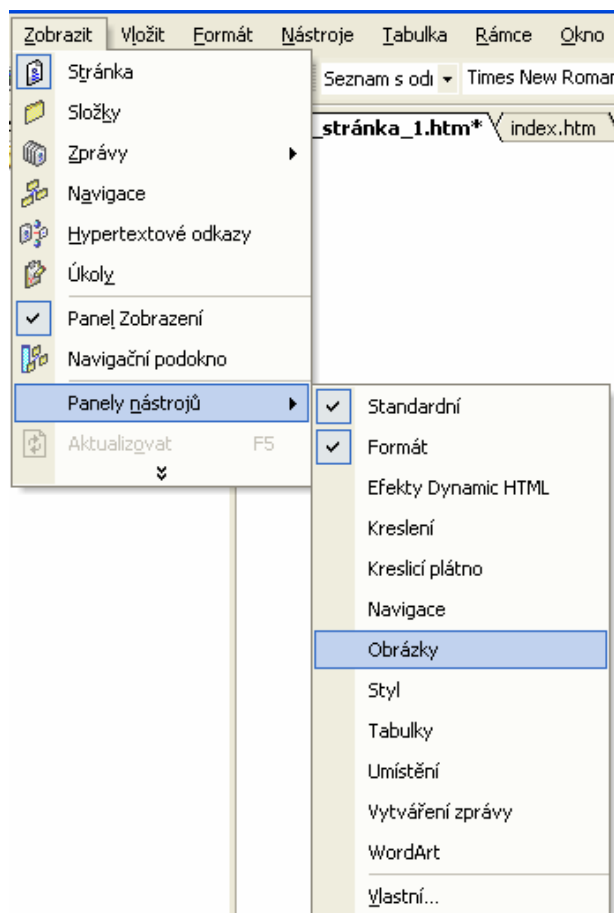 Zobrazit Vložit Formát Nástroje Tabulka Rámce Okno
Stránka
Seznam s odr Times New Roman
Složky
_stránka_1.htm* index.htm
Zprávy
Navigace
Hypertextové odkazy
Úkoly
Panel Zobrazení
Navigační podokno
Panely nástrojů
Aktualizovat F5
Standardní
Formát
Efekty Dynamic HTML
Kreslení
Kreslicí plátno
Navigace
Obrázky
Styl
Tabulky
Umístění
Vytváření zprávy
WordArt
Vlastní...